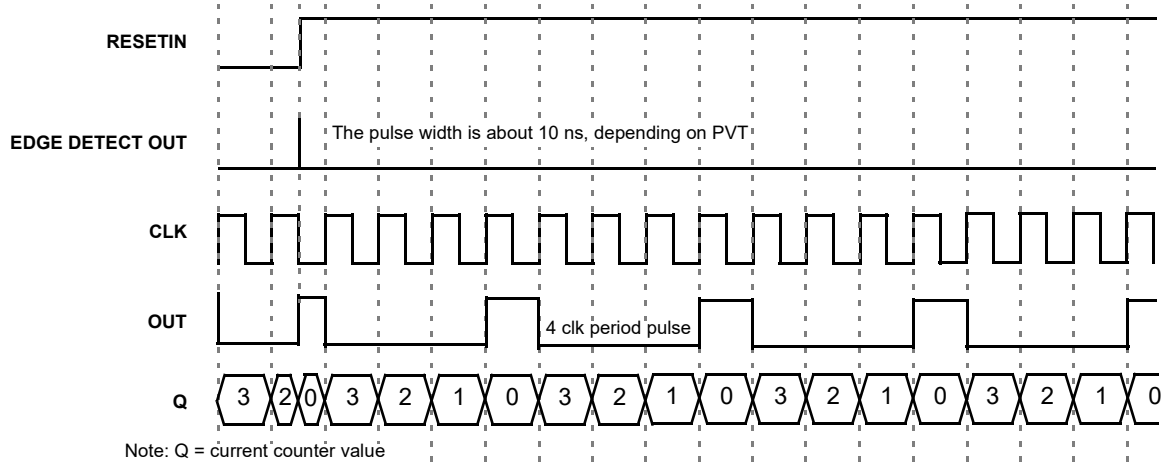 RESETIN
EDGE DETECT OUT
The pulse width is about 10 ns, depending on PVT
CLK
OUT
4 clk period pulse
Q
3 2 0 3 2 1 0 3 2 1 0 3 2 1 0 3 2 1 0
Note: Q = current counter value